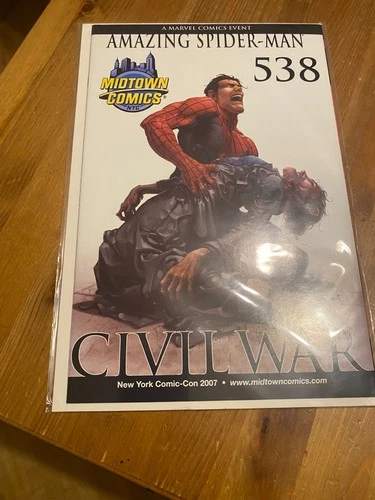 A MARVEL COMICS EVENT
AMAZING SPIDER-MAN
538
MIDTOWN
COMICS
NYC
CIVIL WAR
New York Comic-Con 2007 • www.midtowncomics.com